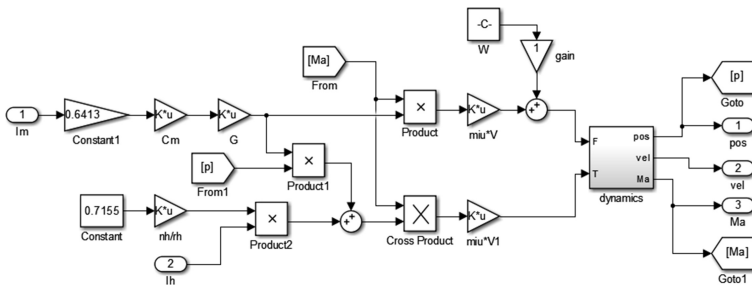 -C-
W
1
gain
[Ma]
From
[p]
Goto
1
Im
0.6413
Constant1
K*u
Cm
K*u
G
×
Product
K*u
miu*V
++
1
pos
[p]
From1
×
Product1
F
T
pos
vel
Ma
dynamics
2
vel
0.7155
Constant
K*u
nh/rh
×
Product2
++
Cross Product
K*u
miu*V1
3
Ma
2
Ih
[Ma]
Goto1